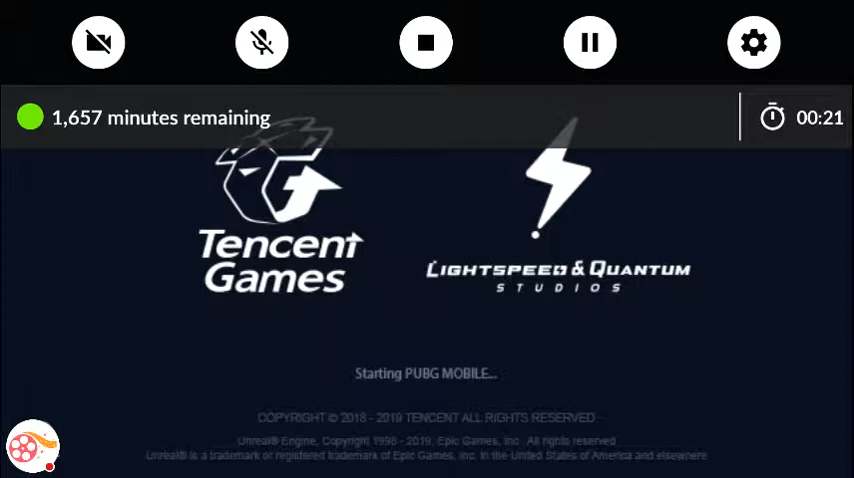 1,657 minutes remaining
00:21
Tencent
Games
LIGHTSPEED & QUANTUM
STUDIOS
Starting PUBG MOBILE...
COPYRIGHT © 2018 - 2019 TENCENT ALL RIGHTS RESERVED.
Unreal® Engine, Copyright 1998 - 2019, Epic Games, Inc. All rights reserved
Unreal® is a trademark or registered trademark of Epic Games, Inc. in the United States of America and elsewhere